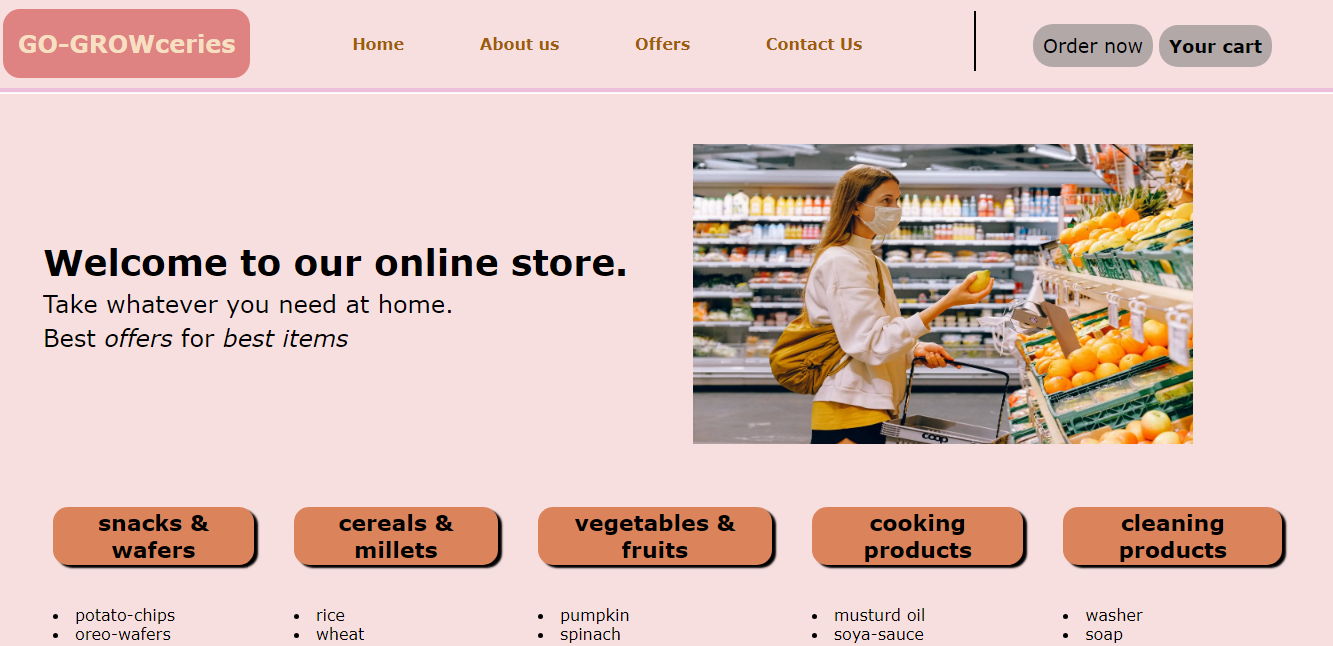 GO-GROWceries
Home
About us
Offers
Contact Us
Order now
Your cart
Welcome to our online store.
Take whatever you need at home.
Best offers for best items
coop
snacks &
wafers
cereals &
millets
vegetables &
fruits
cooking
products
cleaning
products
potato-chips
oreo-wafers
rice
wheat
pumpkin
spinach
musturd oil
soya-sauce
washer
soap